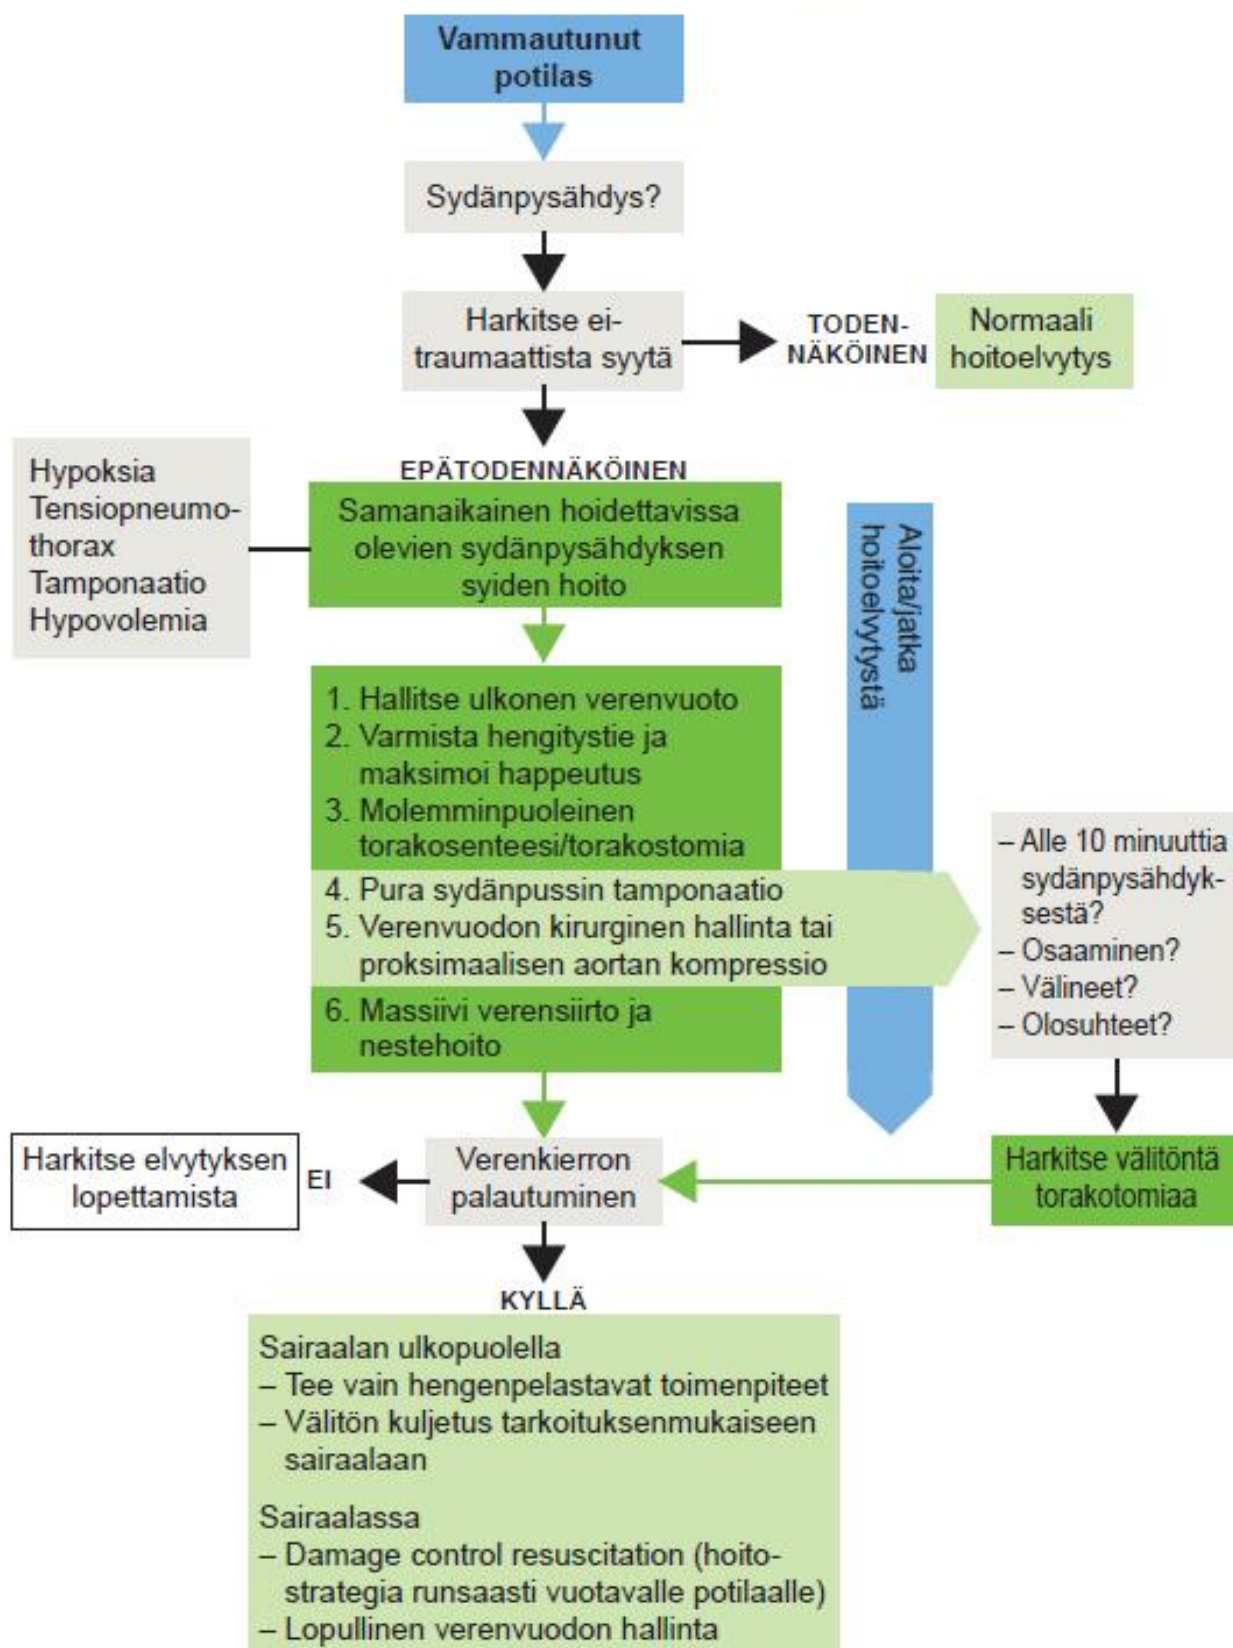 Vammautunut
potilas
Sydänpysähdys?
Harkitse ei-
traumaattista syytä
TODEN-
NÄKÖINEN
Normaali
hoitoelvytys
EPÄTODENNÄKÖINEN
Hypoksia
Tensiopneumo-
thorax
Tamponaatio
Hypovolemia
Samanaikainen hoidettavissa
olevien sydänpysähdyksen
syiden hoito
Aloita/jatka
hoitoelvytystä
1. Hallitse ulkonen verenvuoto
2. Varmista hengitystie ja
maksimoi happeutus
3. Molemminpuoleinen
torakosenteesi/torakostomia
4. Pura sydänpussin tamponaatio
5. Verenvuodon kirurginen hallinta tai
proksimaalisen aortan kompressio
6. Massiivi verensiirto ja
nestehoito
– Alle 10 minuuttia
sydänpysähdyk-
sestä?
– Osaaminen?
– Välineet?
– Olosuhteet?
Harkitse välitöntä
torakotomiaa
Verenkierron
palautuminen
EI
Harkitse elvytyksen
lopettamista
KYLLÄ
Sairaalan ulkopuolella
– Tee vain hengenpelastavat toimenpiteet
– Välitön kuljetus tarkoituksenmukaiseen
sairaalaan
Sairaalassa
– Damage control resuscitation (hoito-
strategia runsaasti vuotavalle potilaalle)
– Lopullinen verenvuodon hallinta